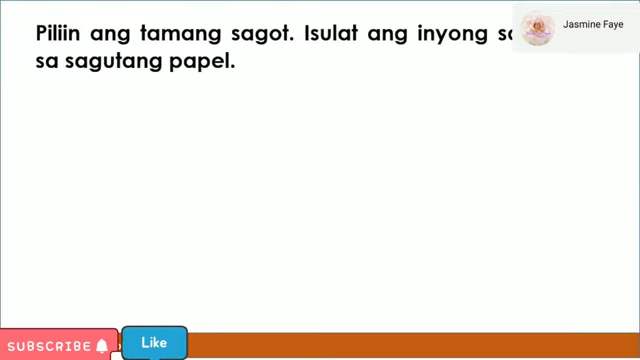 Piliin ang tamang sagot. Isulat ang inyong
sa sagutang papel.
Jasmine Faye
SUBSCRIBE
Like